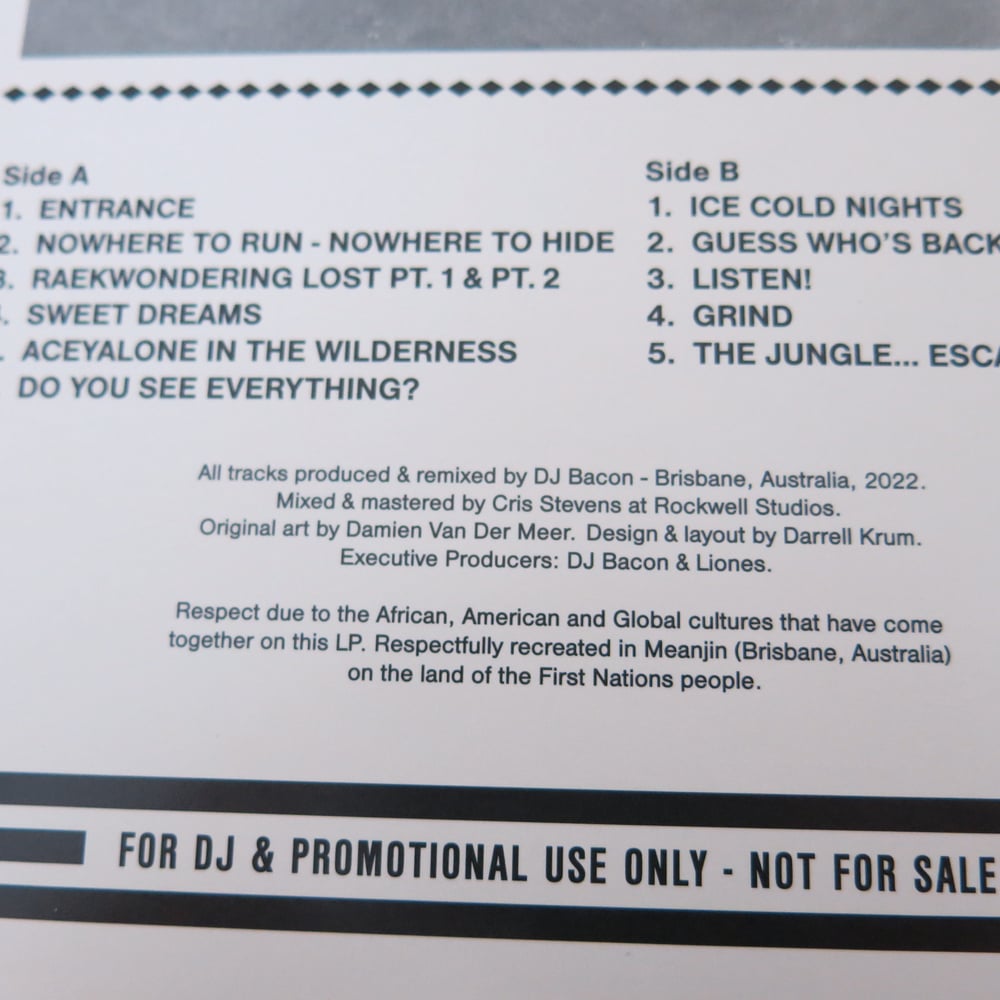 Side A
1. ENTRANCE
2. NOWHERE TO RUN - NOWHERE TO HIDE
3. RAEKWONDERING LOST PT. 1 & PT. 2
. SWEET DREAMS
. ACEYALONE IN THE WILDERNESS
DO YOU SEE EVERYTHING?
Side B
1. ICE COLD NIGHTS
2. GUESS WHO'S BACK
3. LISTEN!
4. GRIND
5. THE JUNGLE...
All tracks produced & remixed by DJ Bacon - Brisbane, Australia, 2022.
Mixed & mastered by Cris Stevens at Rockwell Studios.
Original art by Damien Van Der Meer. Design & layout by Darrell Krum.
Executive Producers: DJ Bacon & Liones.
Respect due to the African, American and Global cultures that have come
together on this LP. Respectfully recreated in Meanjin (Brisbane, Australia)
on the land of the First Nations people.
FOR DJ & PROMOTIONAL USE ONLY - NOT FOR SALE